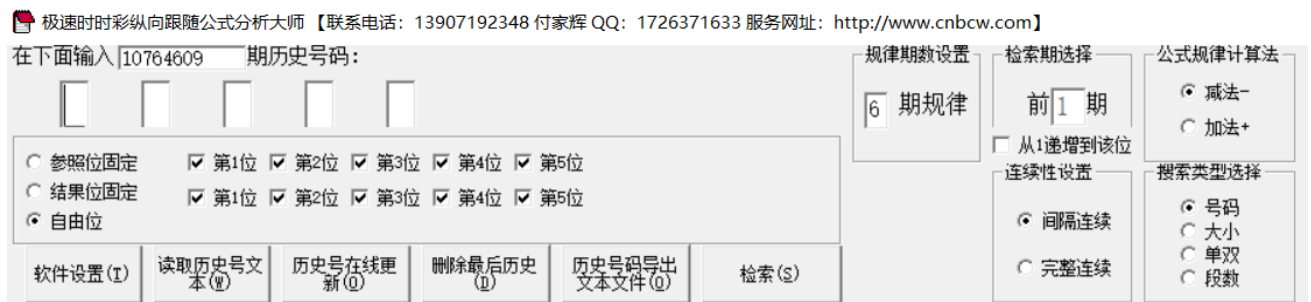 极速时时彩纵向跟随公式分析大师 【联系电话：13907192348 付家辉 QQ：1726371633 服务网址：http://www.cnbcw.com】
在下面输入 10764609 期历史号码：
规律期数设置
6 期规律
检索期选择
前 1 期
从1递增到该位
公式规律计算法
减法-
加法+
参照位固定 第1位 第2位 第3位 第4位 第5位
结果位固定 第1位 第2位 第3位 第4位 第5位
自由位
连续性设置
间隔连续
完整连续
搜索类型选择
号码
大小
单双
段数
软件设置(T)
读取历史号文
本(W)
历史号在线更
新(O)
删除最后历史
(D)
历史号码导出
文本文件(O)
检索(S)